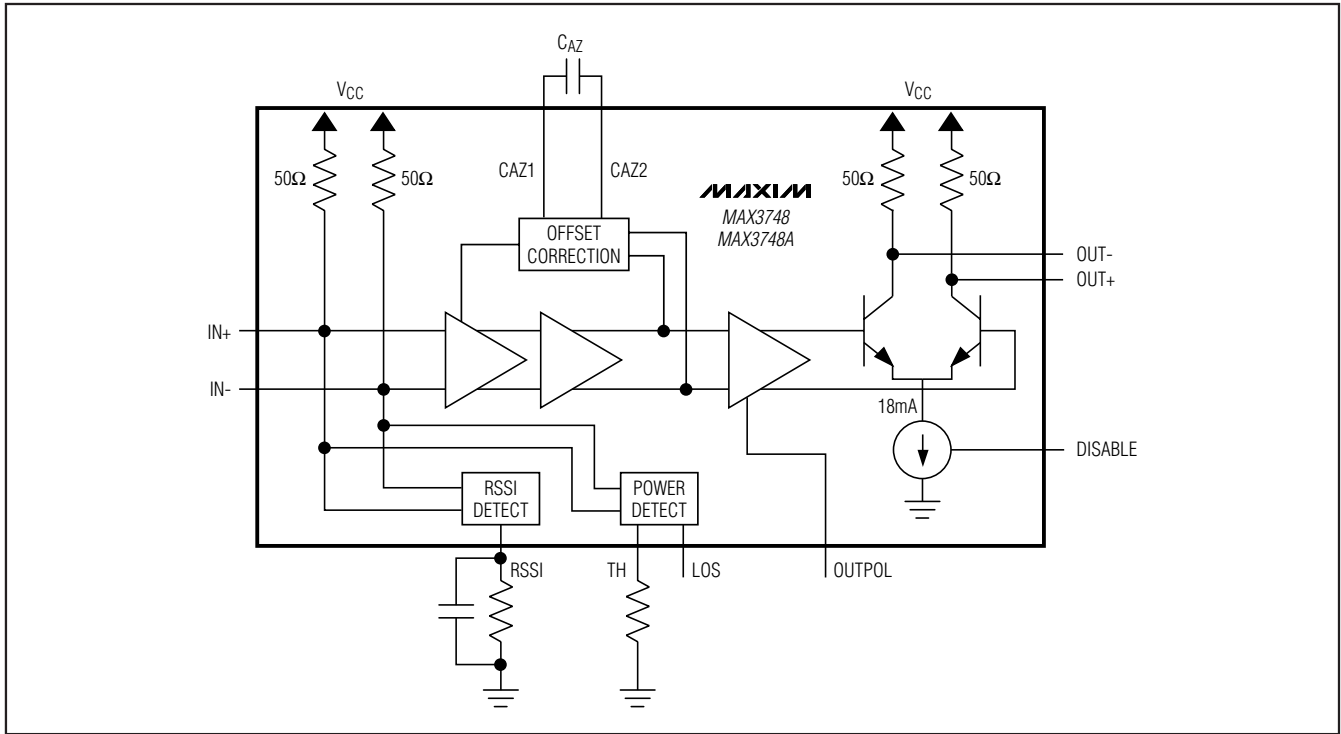 CAZ
VCC
VCC
50Ω
50Ω
CAZ1
CAZ2
MAXIM
MAX3748
MAX3748A
50Ω
50Ω
OFFSET
CORRECTION
OUT-
OUT+
IN+
IN-
18mA
DISABLE
RSSI
DETECT
POWER
DETECT
RSSI
TH
LOS
OUTPOL